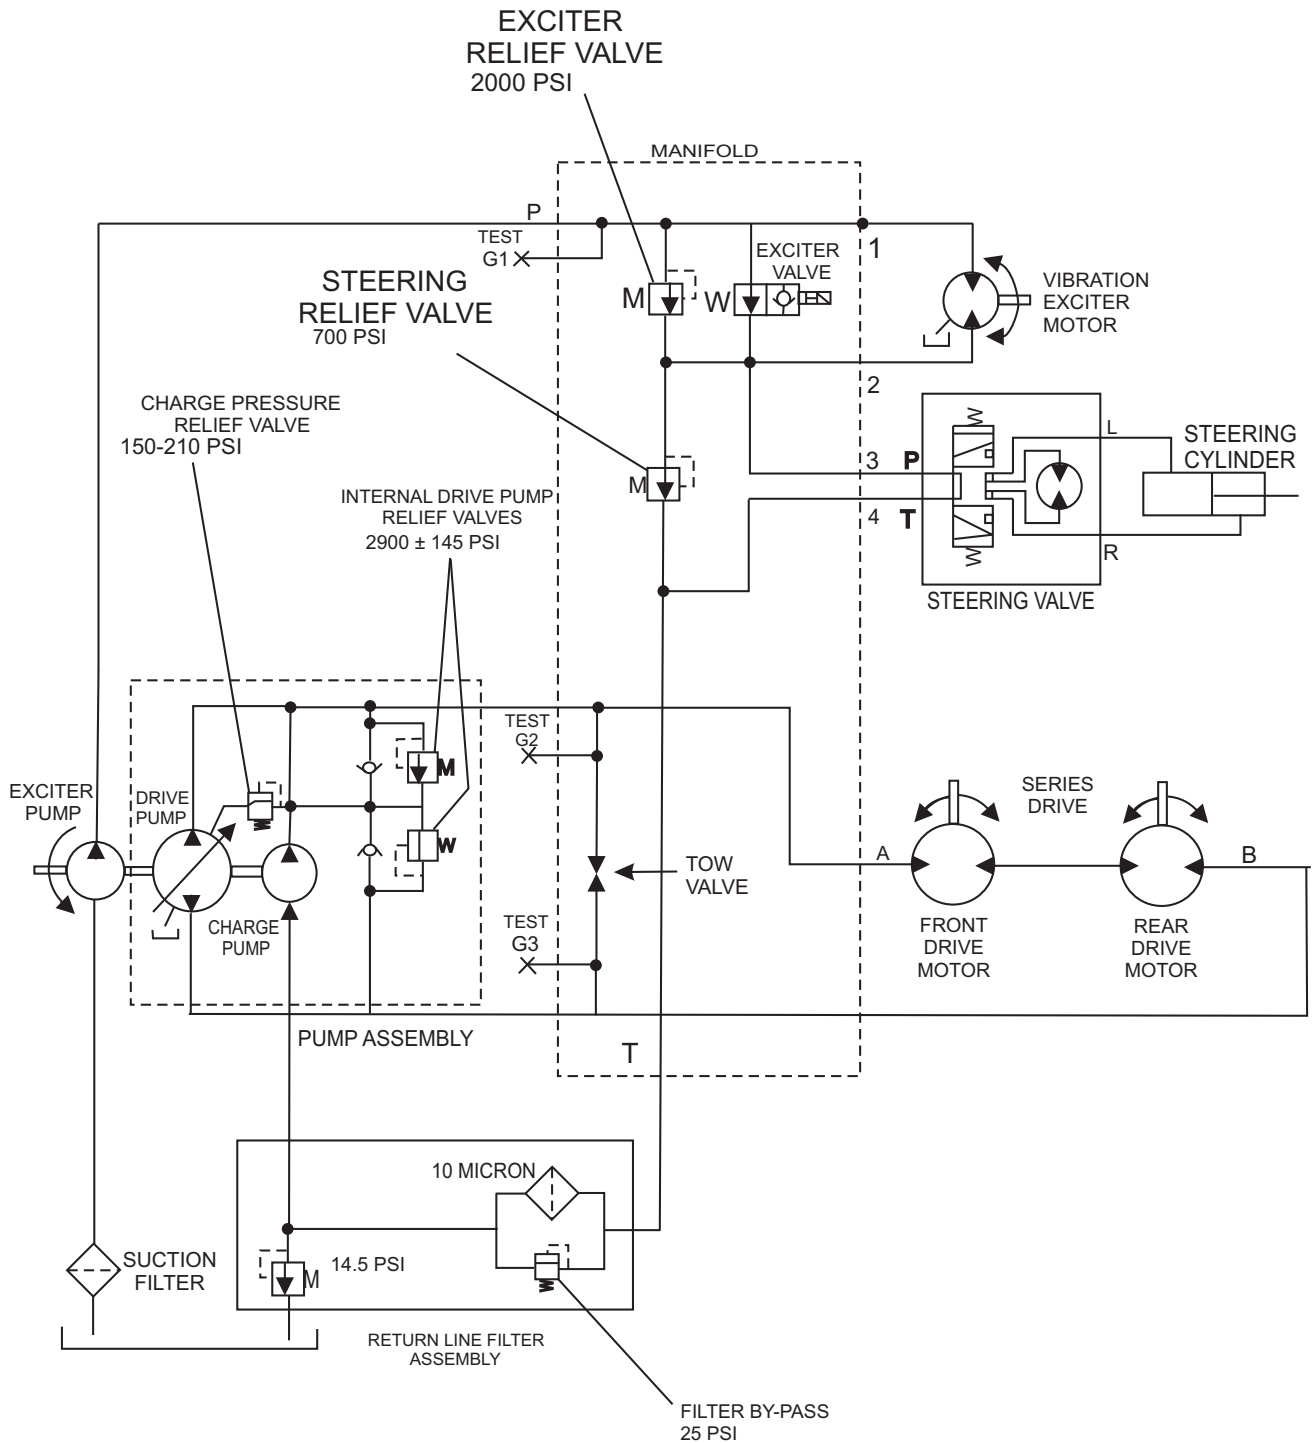 EXCITER
RELIEF VALVE
2000 PSI
MANIFOLD
P
TEST
G1
1
EXCITER
VALVE
STEERING
RELIEF VALVE
700 PSI
M
W
VIBRATION
EXCITER
MOTOR
2
CHARGE PRESSURE
RELIEF VALVE
150-210 PSI
L
STEERING
CYLINDER
3
P
M
INTERNAL DRIVE PUMP
RELIEF VALVES
2900 ± 145 PSI
4
T
R
STEERING VALVE
TEST
G2
M
EXCITER
PUMP
DRIVE
PUMP
W
SERIES
DRIVE
A
B
TOW
VALVE
CHARGE
PUMP
TEST
G3
FRONT
DRIVE
MOTOR
REAR
DRIVE
MOTOR
PUMP ASSEMBLY
T
10 MICRON
SUCTION
FILTER
14.5 PSI
M
RETURN LINE FILTER
ASSEMBLY
FILTER BY-PASS
25 PSI